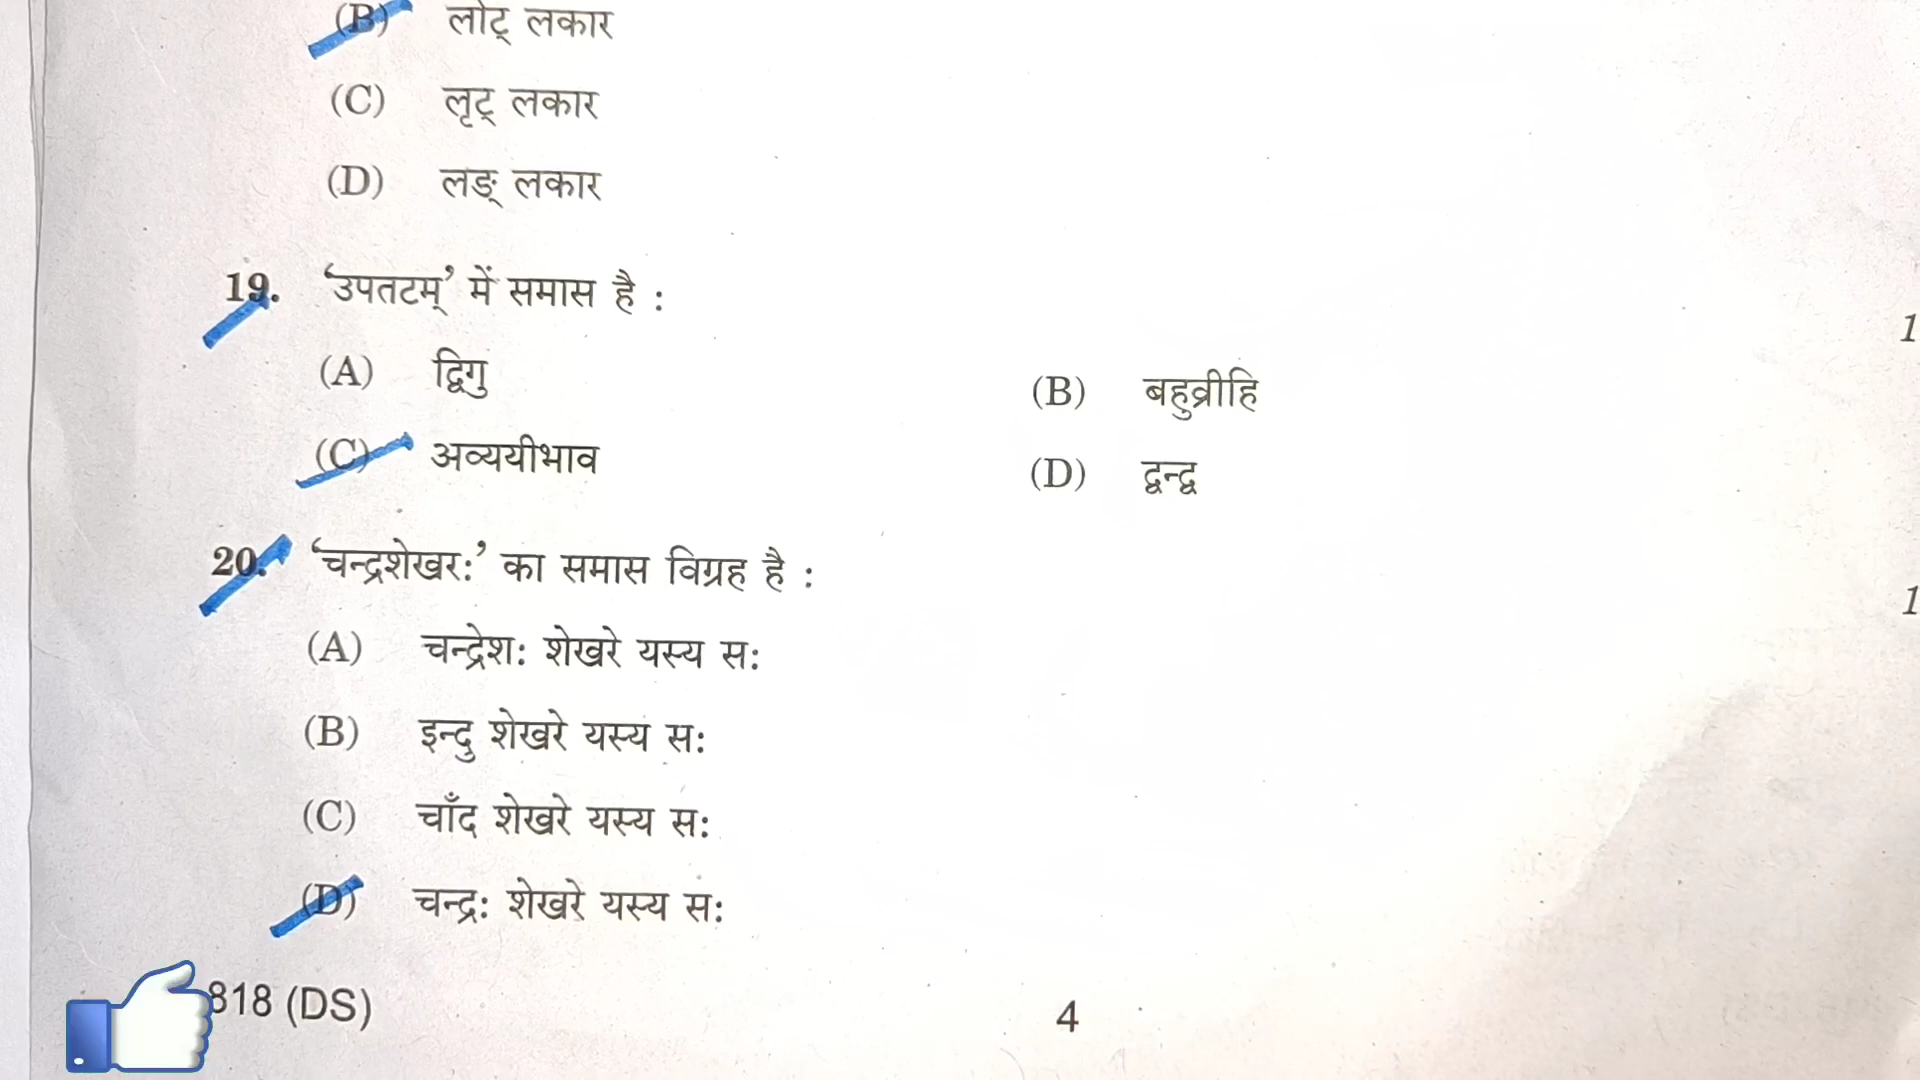 (B) लोट् लकार
(C) लृट् लकार
(D) लङ् लकार
19. ‘उपतटम्’ में समास है : 1
(A) द्विगु (B) बहुव्रीहि
(C) अव्ययीभाव (D) द्वन्द्व
20. ‘चन्द्रशेखरः’ का समास विग्रह है : 1
(A) चन्द्रेशः शेखरे यस्य सः
(B) इन्दु शेखरे यस्य सः
(C) चाँद शेखरे यस्य सः
(D) चन्द्रः शेखरे यस्य सः
818 (DS) 4